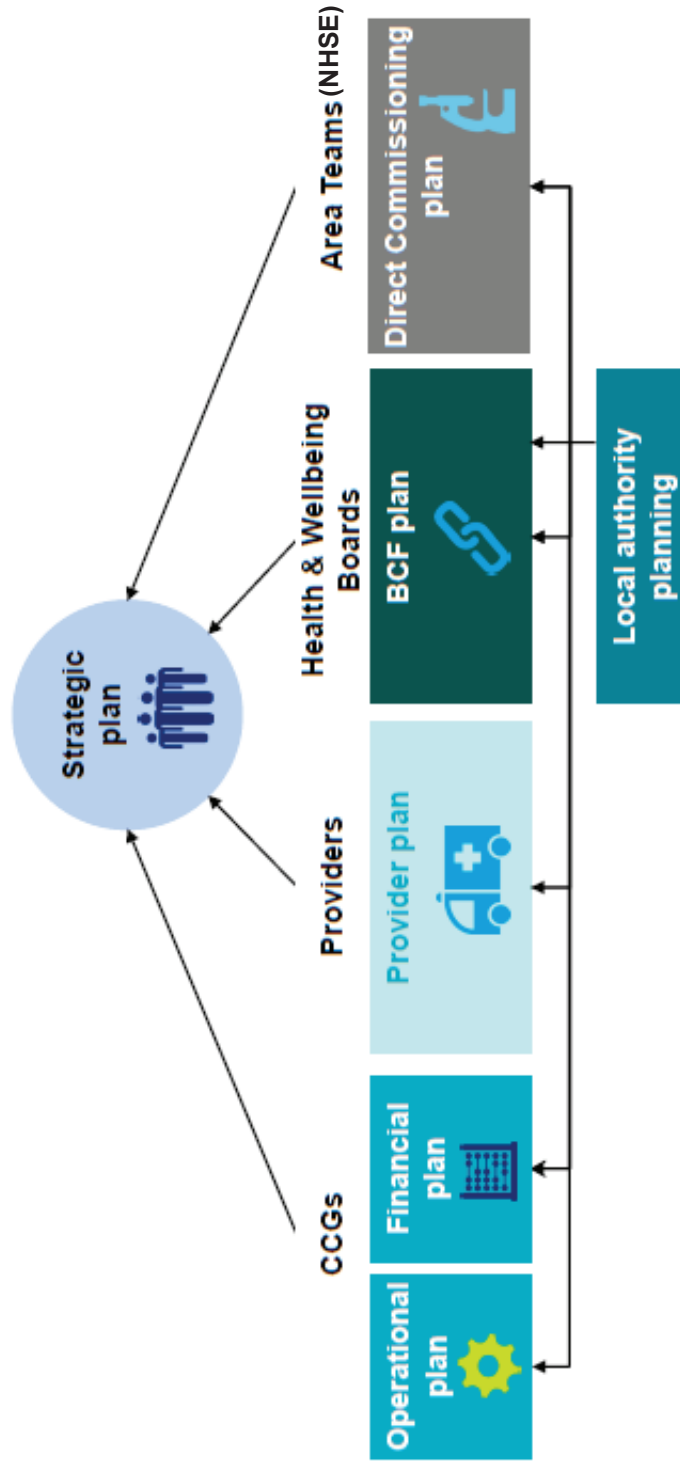 Strategic
plan
CCGs
Providers
Health & Wellbeing
Boards
Area Teams (NHSE)
Operational
plan
Financial
plan
Provider plan
BCF plan
Direct Commissioning
plan
Local authority
planning